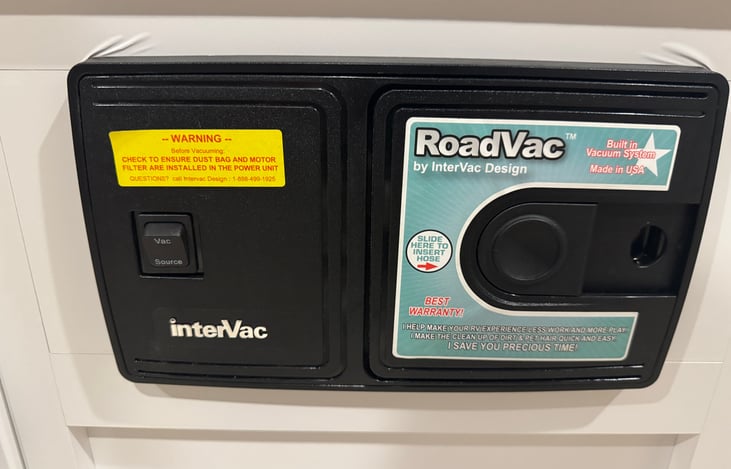 -- WARNING --
Before Vacuuming:
CHECK TO ENSURE DUST BAG AND MOTOR
FILTER ARE INSTALLED IN THE POWER UNIT
QUESTIONS? call Intervac Design : 1-888-499-1925
Vac
Source
interVac
RoadVac™
by InterVac Design
Built in
Vacuum System
Made in USA
SLIDE
HERE TO
INSERT
HOSE
BEST
WARRANTY!
I HELP MAKE YOUR RV EXPERIENCE LESS WORK AND MORE PLAY.
I MAKE THE CLEAN UP OF DIRT & PET HAIR QUICK AND EASY.
I SAVE YOU PRECIOUS TIME!